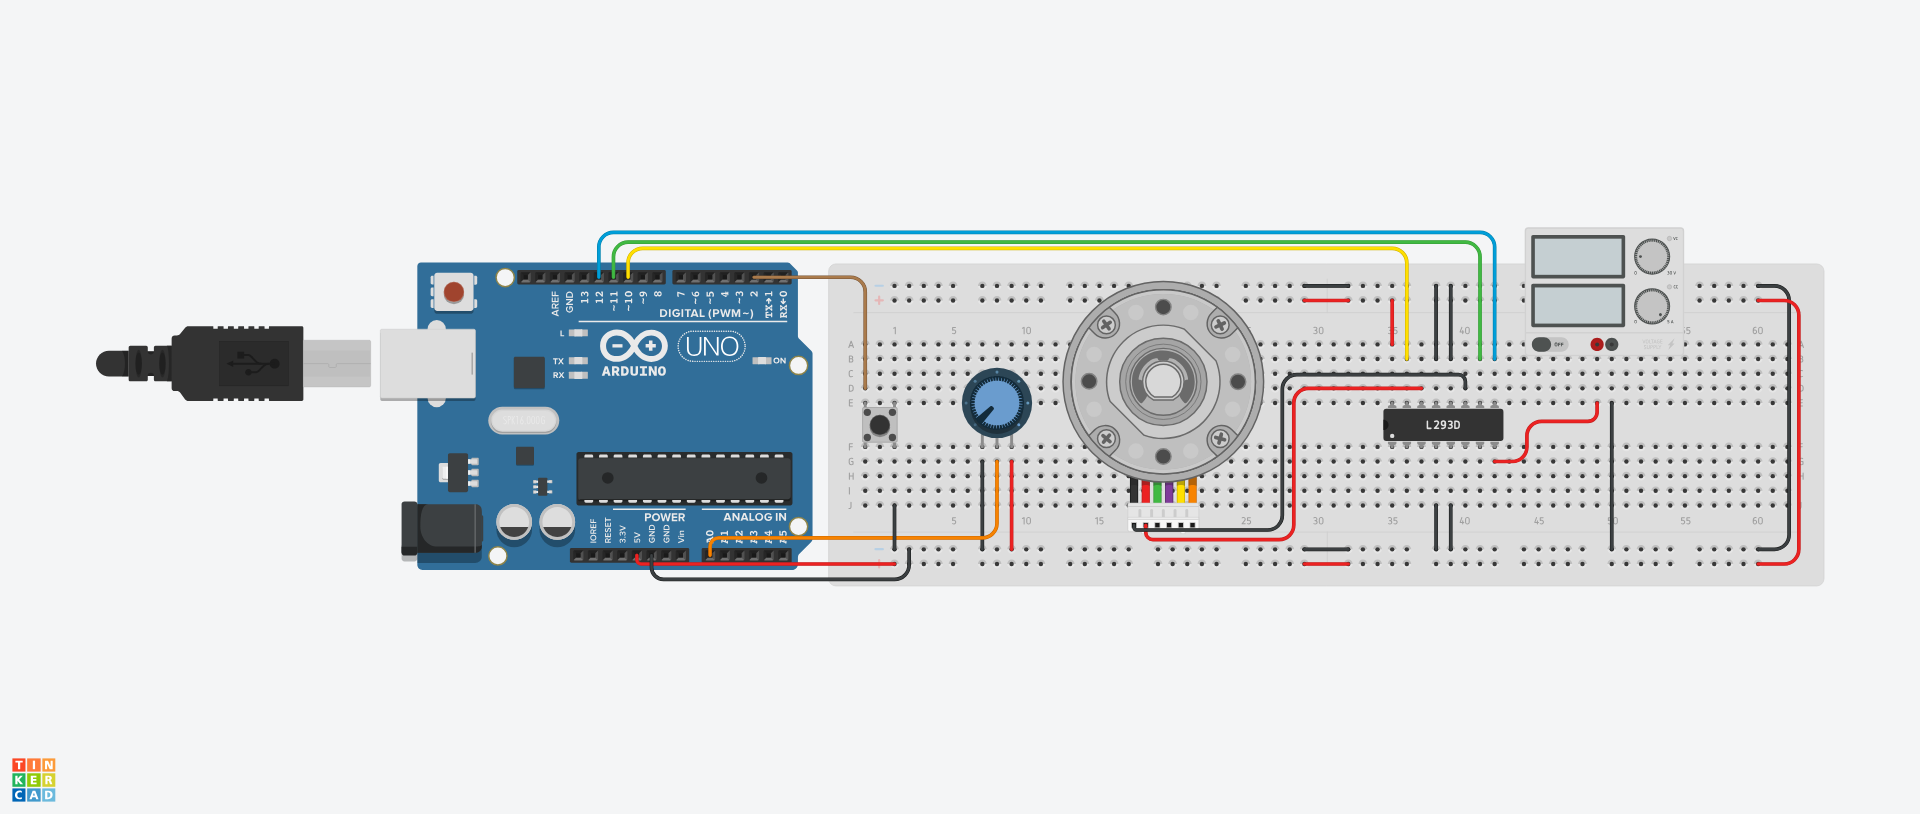 AREF
GND
13
12
~11
~10
~9
8
7
~6
~5
4
~3
2
TX→1
RX←0
DIGITAL (PWM~)
L
TX
RX
UNO
ON
ARDUINO
POWER
ANALOG IN
IOREF
RESET
3.3V
5V
GND
GND
Vin
A0
A1
A2
A3
A4
A5
1 5 10 30 35 40 55 60
A
B
C
D
E
F
G
H
I
J
5 15 10 25 30 35 40 45 50 55 60
L293D
OFF
TIN
KER
CAD